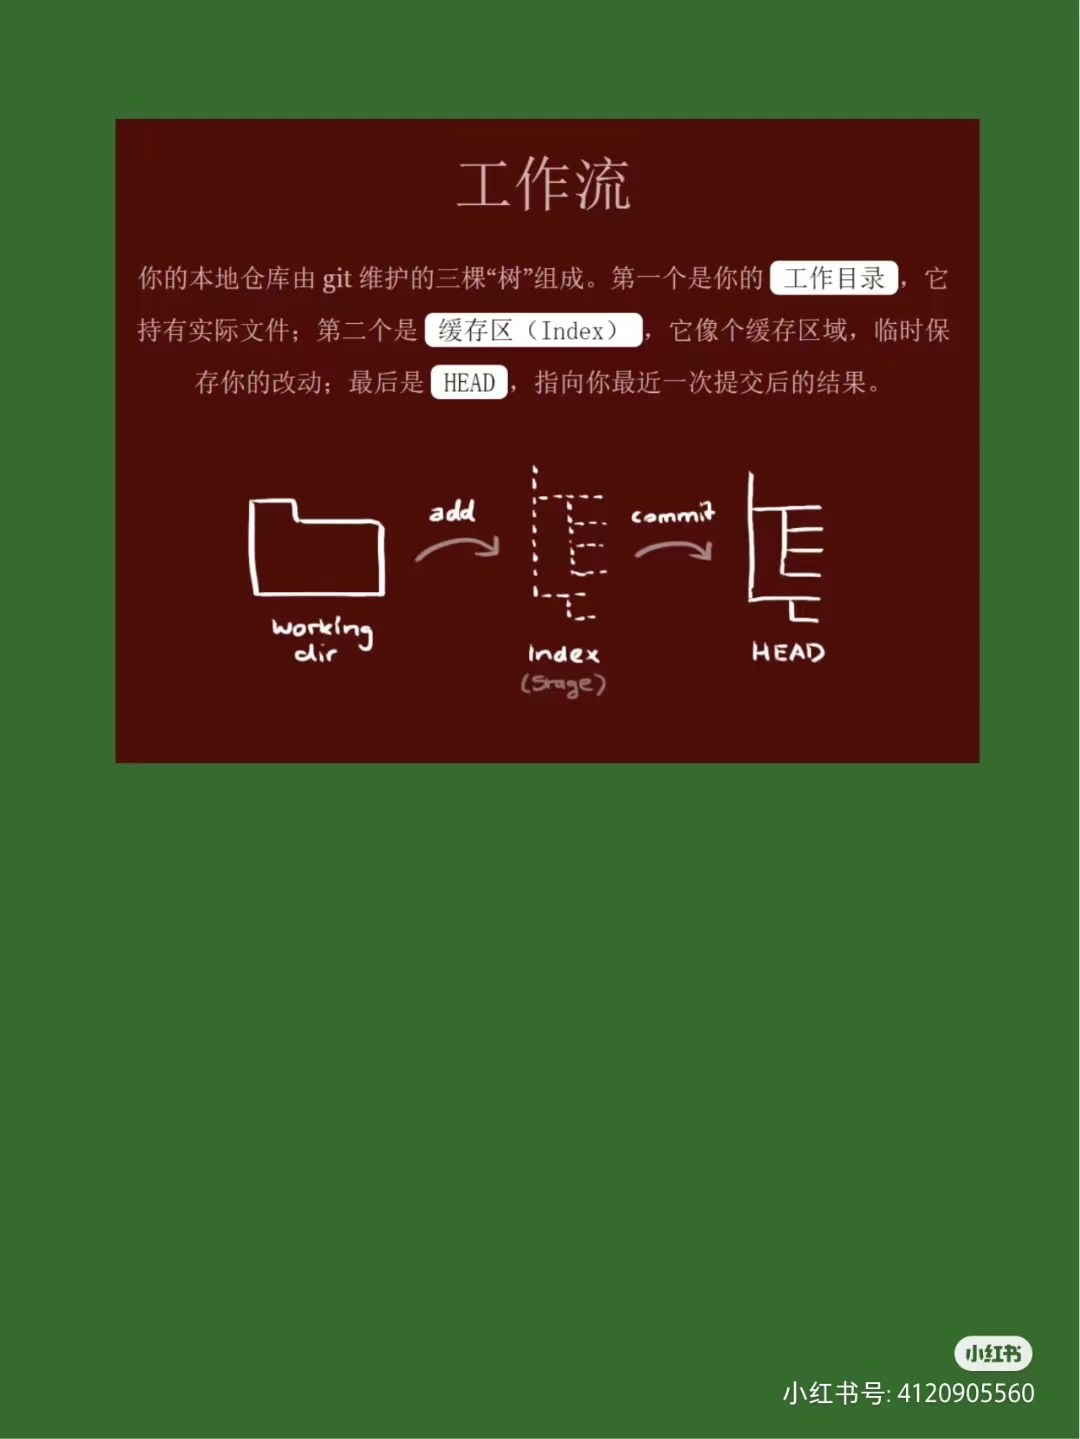 工作流
你的本地仓库由 git 维护的三棵“树”组成。第一个是你的 工作目录，它
持有实际文件；第二个是 缓存区（Index），它像个缓存区域，临时保
存你的改动；最后是 HEAD，指向你最近一次提交后的结果。
add
commit
working
dir
Index
(Stage)
HEAD
小红书
小红书号: 4120905560